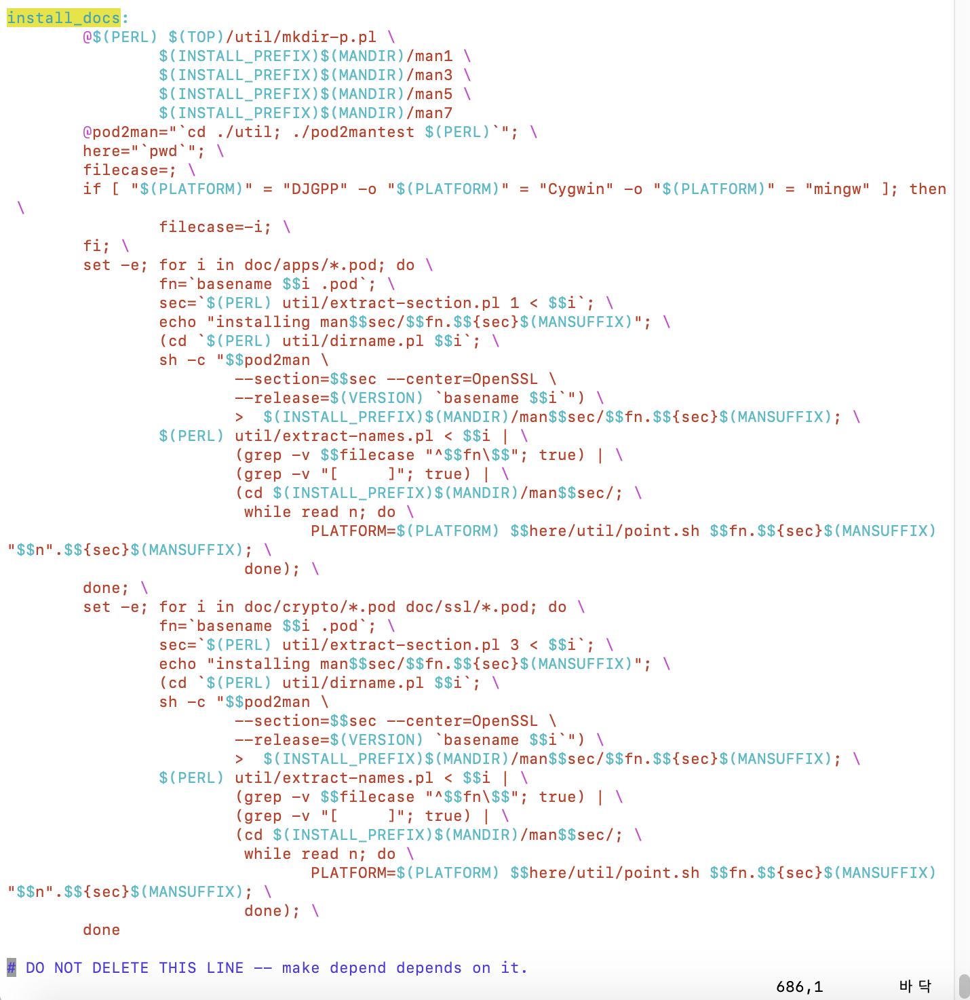 install_docs:
@$(PERL) $(TOP)/util/mkdir-p.pl \
$(INSTALL_PREFIX)$(MANDIR)/man1 \
$(INSTALL_PREFIX)$(MANDIR)/man3 \
$(INSTALL_PREFIX)$(MANDIR)/man5 \
$(INSTALL_PREFIX)$(MANDIR)/man7
@pod2man="`cd ./util; ./pod2mantest $(PERL)`"; \
here="`pwd`"; \
filecase=; \
if [ "$(PLATFORM)" = "DJGPP" -o "$(PLATFORM)" = "Cygwin" -o "$(PLATFORM)" = "mingw" ]; then
\
filecase=-i; \
fi; \
set -e; for i in doc/apps/*.pod; do \
fn=`basename $$i .pod`; \
sec=`$(PERL) util/extract-section.pl 1 < $$i`; \
echo "installing man$$sec/$$fn.$${sec}$(MANSUFFIX)"; \
(cd `$(PERL) util/dirname.pl $$i`; \
sh -c "$$pod2man \
--section=$$sec --center=OpenSSL \
--release=$(VERSION) `basename $$i`") \
>  $(INSTALL_PREFIX)$(MANDIR)/man$$sec/$$fn.$${sec}$(MANSUFFIX); \
$(PERL) util/extract-names.pl < $$i | \
(grep -v $$filecase "^$$fn\$$"; true) | \
(grep -v "[     ]"; true) | \
(cd $(INSTALL_PREFIX)$(MANDIR)/man$$sec/; \
while read n; do \
PLATFORM=$(PLATFORM) $$here/util/point.sh $$fn.$${sec}$(MANSUFFIX)
"$$n".$${sec}$(MANSUFFIX); \
done); \
done; \
set -e; for i in doc/crypto/*.pod doc/ssl/*.pod; do \
fn=`basename $$i .pod`; \
sec=`$(PERL) util/extract-section.pl 3 < $$i`; \
echo "installing man$$sec/$$fn.$${sec}$(MANSUFFIX)"; \
(cd `$(PERL) util/dirname.pl $$i`; \
sh -c "$$pod2man \
--section=$$sec --center=OpenSSL \
--release=$(VERSION) `basename $$i`") \
>  $(INSTALL_PREFIX)$(MANDIR)/man$$sec/$$fn.$${sec}$(MANSUFFIX); \
$(PERL) util/extract-names.pl < $$i | \
(grep -v $$filecase "^$$fn\$$"; true) | \
(grep -v "[     ]"; true) | \
(cd $(INSTALL_PREFIX)$(MANDIR)/man$$sec/; \
while read n; do \
PLATFORM=$(PLATFORM) $$here/util/point.sh $$fn.$${sec}$(MANSUFFIX)
"$$n".$${sec}$(MANSUFFIX); \
done); \
done
# DO NOT DELETE THIS LINE -- make depend depends on it.
686,1 바닥